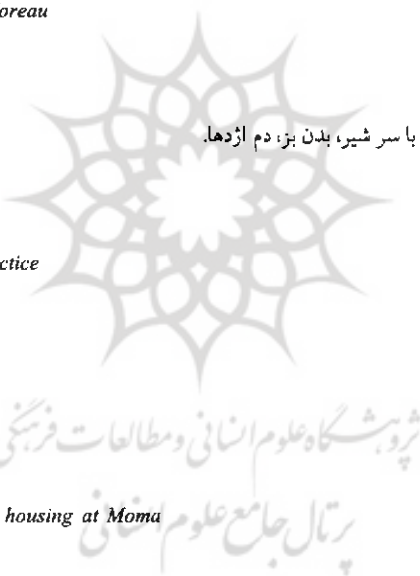 oreau
با سر شیر، بدن بز، دم اژدها.
ctice
پژوهشگاه علوم انسانی و مطالعات فرهنگی
housing at Moma
پرتال جامع علوم انسانی